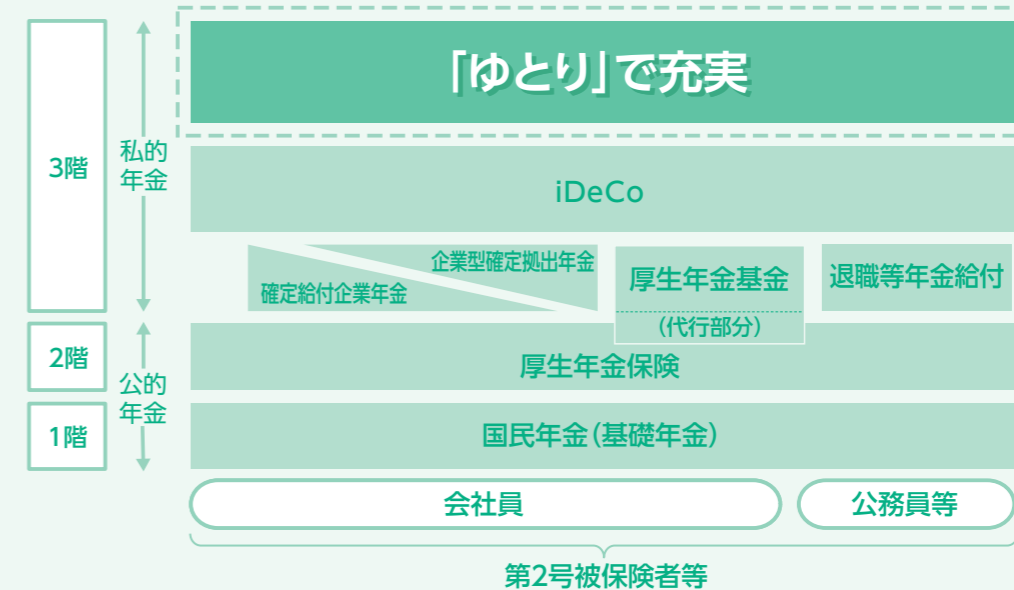 「ゆとり」で充実
3階
私的
年金
iDeCo
企業型確定拠出年金
確定給付企業年金
厚生年金基金
(代行部分)
退職等年金給付
2階
公的
年金
厚生年金保険
1階
国民年金(基礎年金)
会社員
公務員等
第2号被保険者等